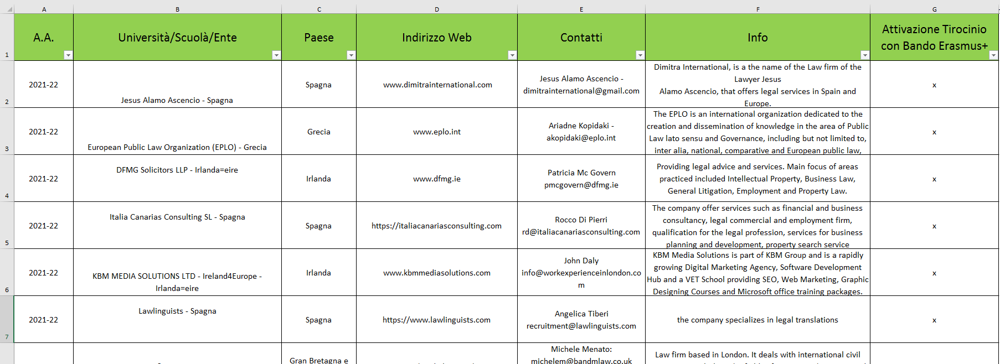 A B C D E F G
1
A.A.
Università/Scuolà/Ente
Paese
Indirizzo Web
Contatti
Info
Attivazione Tirocinio
con Bando Erasmus+
2
2021-22
Jesus Alamo Ascencio - Spagna
Spagna
www.dimitrainternational.com
Jesus Alamo Ascencio -
dimitrainternational@gmail.com
Dimitra International, is a the name of the Law firm of the
Lawyer Jesus
Alamo Ascencio, that offers legal services in Spain and
Europe.
x
3
2021-22
European Public Law Organization (EPLO) - Grecia
Grecia
www.eplo.int
Ariadne Kopidaki -
akopidaki@eplo.int
The EPLO is an international organization dedicated to the
creation and dissemination of knowledge in the area of Public
Law lato sensu and Governance, including but not limited to,
inter alia, national, comparative and European public law,
x
4
2021-22
DFMG Solicitors LLP - Irlanda=eire
Irlanda
www.dfmg.ie
Patricia Mc Govern
pmcgovern@dfmg.ie
Providing legal advice and services. Main focus of areas
practiced included Intellectual Property, Business Law,
General Litigation, Employment and Property Law.
x
5
2021-22
Italia Canarias Consulting SL - Spagna
Spagna
https://italiacanariasconsulting.com
Rocco Di Pierri
rd@italiacanariasconsulting.com
The company offer services such as financial and business
consultancy, legal commercial and employment firm,
qualification for the legal profession, services for business
planning and development, property search service
x
6
2021-22
KBM MEDIA SOLUTIONS LTD - Ireland4Europe -
Irlanda=eire
Irlanda
www.kbmmediasolutions.com
John Daly
info@workexperienceinlondon.co
m
KBM Media Solutions is part of KBM Group and is a rapidly
growing Digital Marketing Agency, Software Development
Hub and a VET School providing SEO, Web Marketing, Graphic
Designing Courses and Microsoft office training packages.
x
7
2021-22
Lawlinguists - Spagna
Spagna
https://www.lawlinguists.com
Angelica Tiberi
recruitment@lawlinguists.com
the company specializes in legal translations
x
Gran Bretagna e
Michele Menato:
michelem@bandmlaw.co.uk
Law firm based in London. It deals with international civil